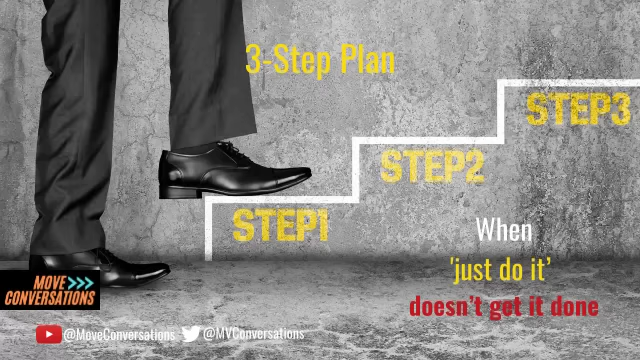 3-Step Plan
STEP3
STEP2
STEP1
When
'just do it’
doesn’t get it done
MOVE
CONVERSATIONS
@MoveConversations @MVConversations